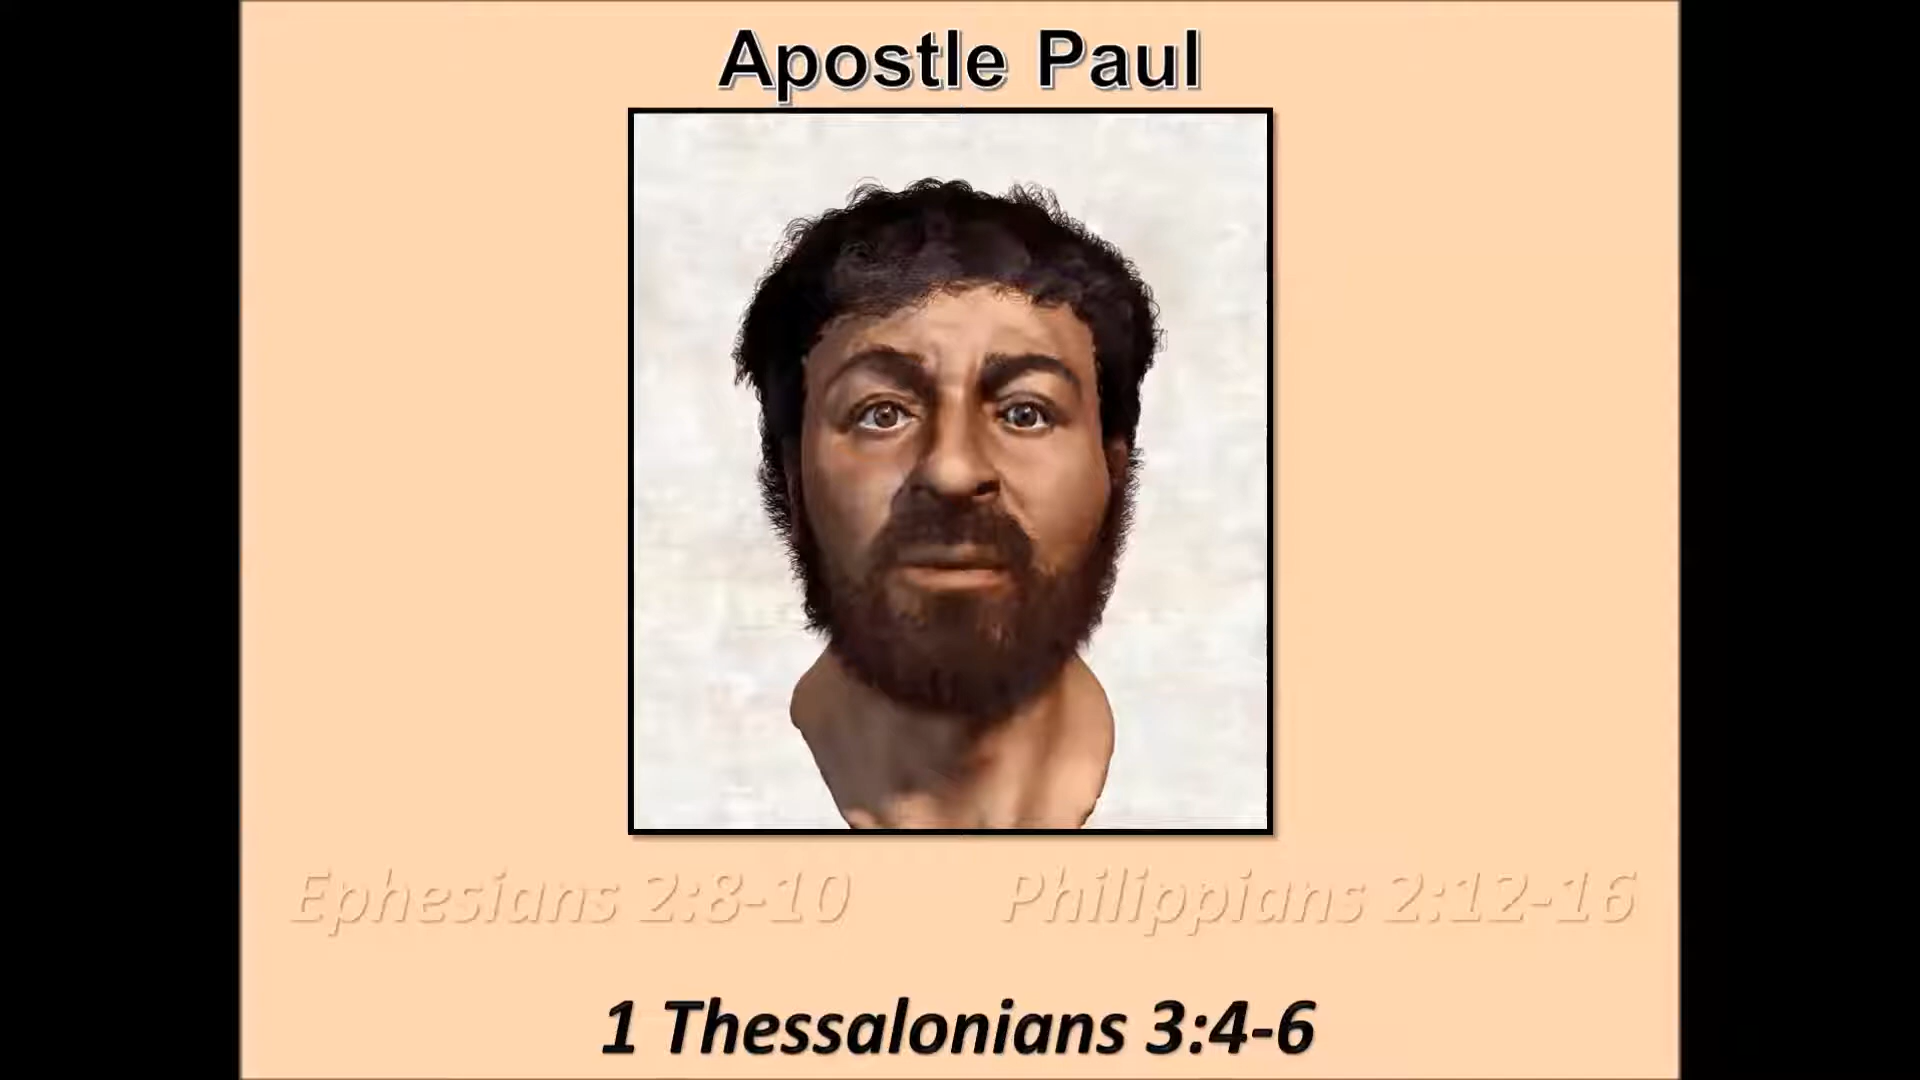 Apostle Paul
Ephesians 2:8-10 Philippians 2:12-16
1 Thessalonians 3:4-6